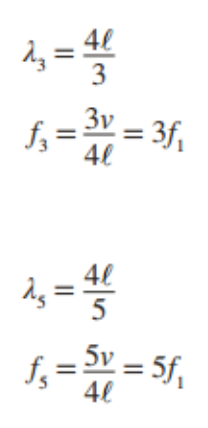 λ₃ = 4ℓ/3
f₃ = 3v/4ℓ = 3f₁
λ₅ = 4ℓ/5
f₅ = 5v/4ℓ = 5f₁